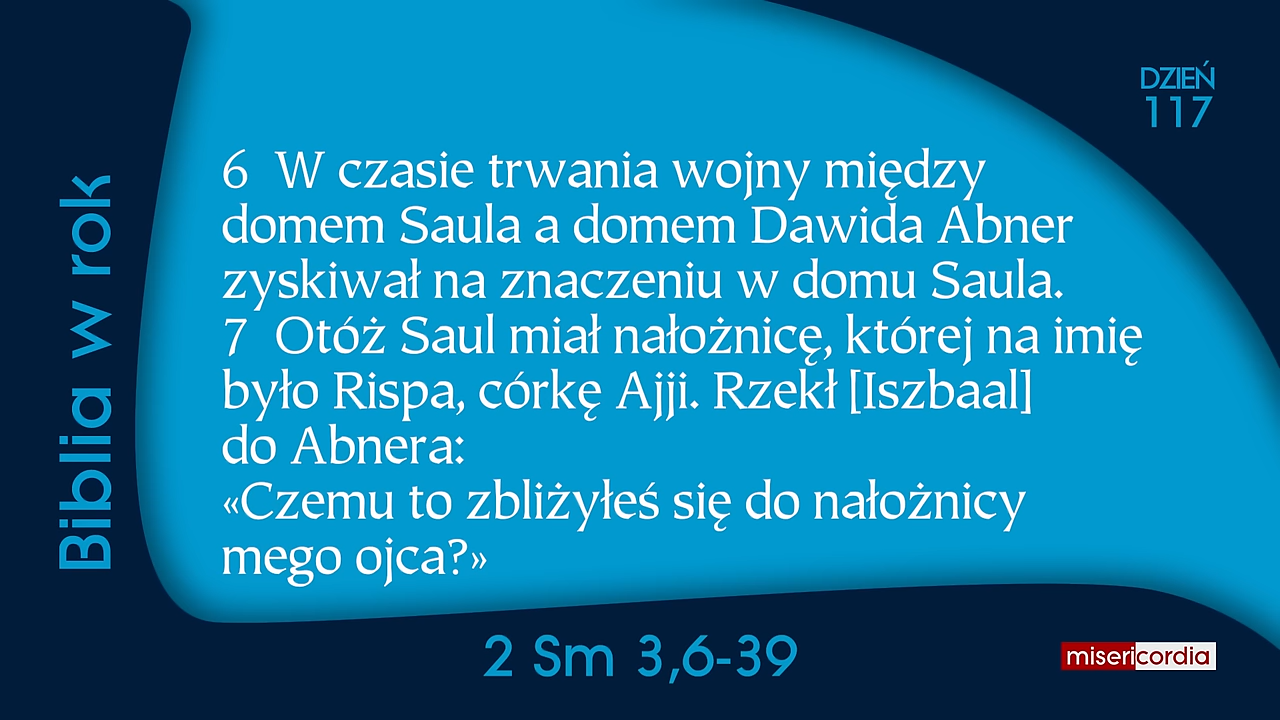 DZIEŃ
117
Biblia w rok
6 W czasie trwania wojny między
domem Saula a domem Dawida Abner
zyskiwał na znaczeniu w domu Saula.
7 Otóż Saul miał nałożnicę, której na imię
było Rispa, córkę Ajji. Rzekł [Iszbaal]
do Abnera:
«Czemu to zbliżyłeś się do nałożnicy
mego ojca?»
2 Sm 3,6-39
misericordia